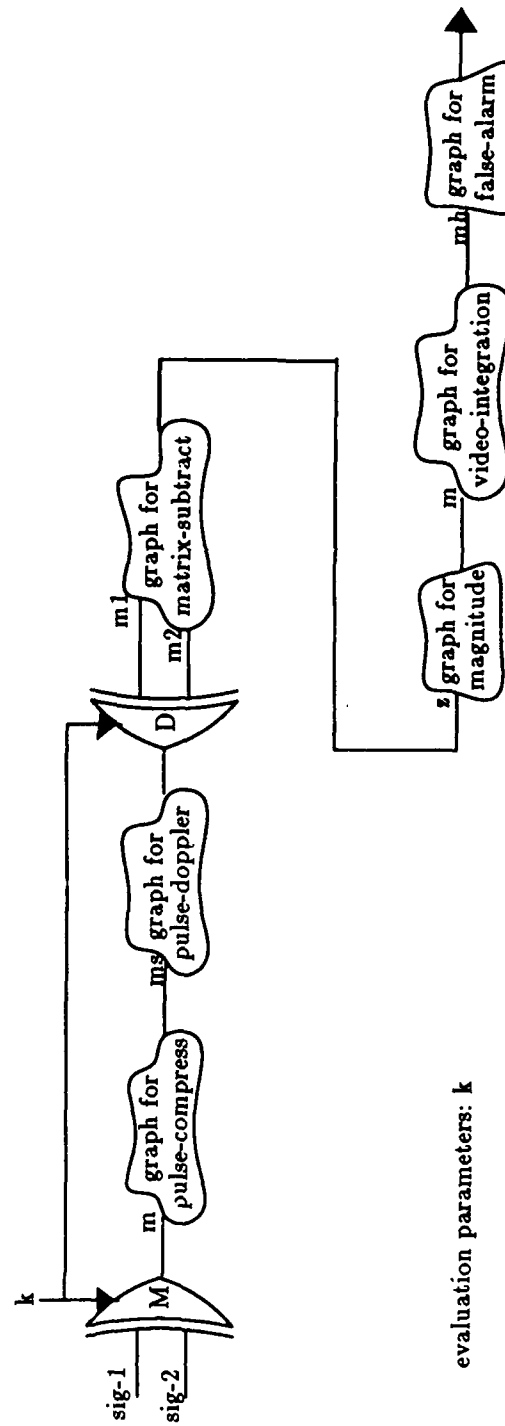 k
sig-1
sig-2
M
m
graph for
pulse-compress
ms
graph for
pulse-doppler
D
m1
m2
graph for
matrix-subtract
z
graph for
magnitude
m
graph for
video-integration
mh
graph for
false-alarm
evaluation parameters: k